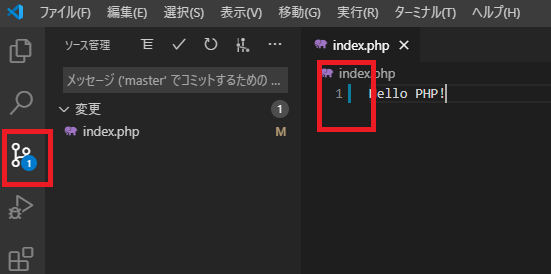 ファイル(F) 編集(E) 選択(S) 表示(V) 移動(G) 実行(R) ターミナル(T) ヘルプ(H)
ソース管理
メッセージ ('master' でコミットするための ...
変更 1
index.php M
1
index.php
index.php
1 Hello PHP!